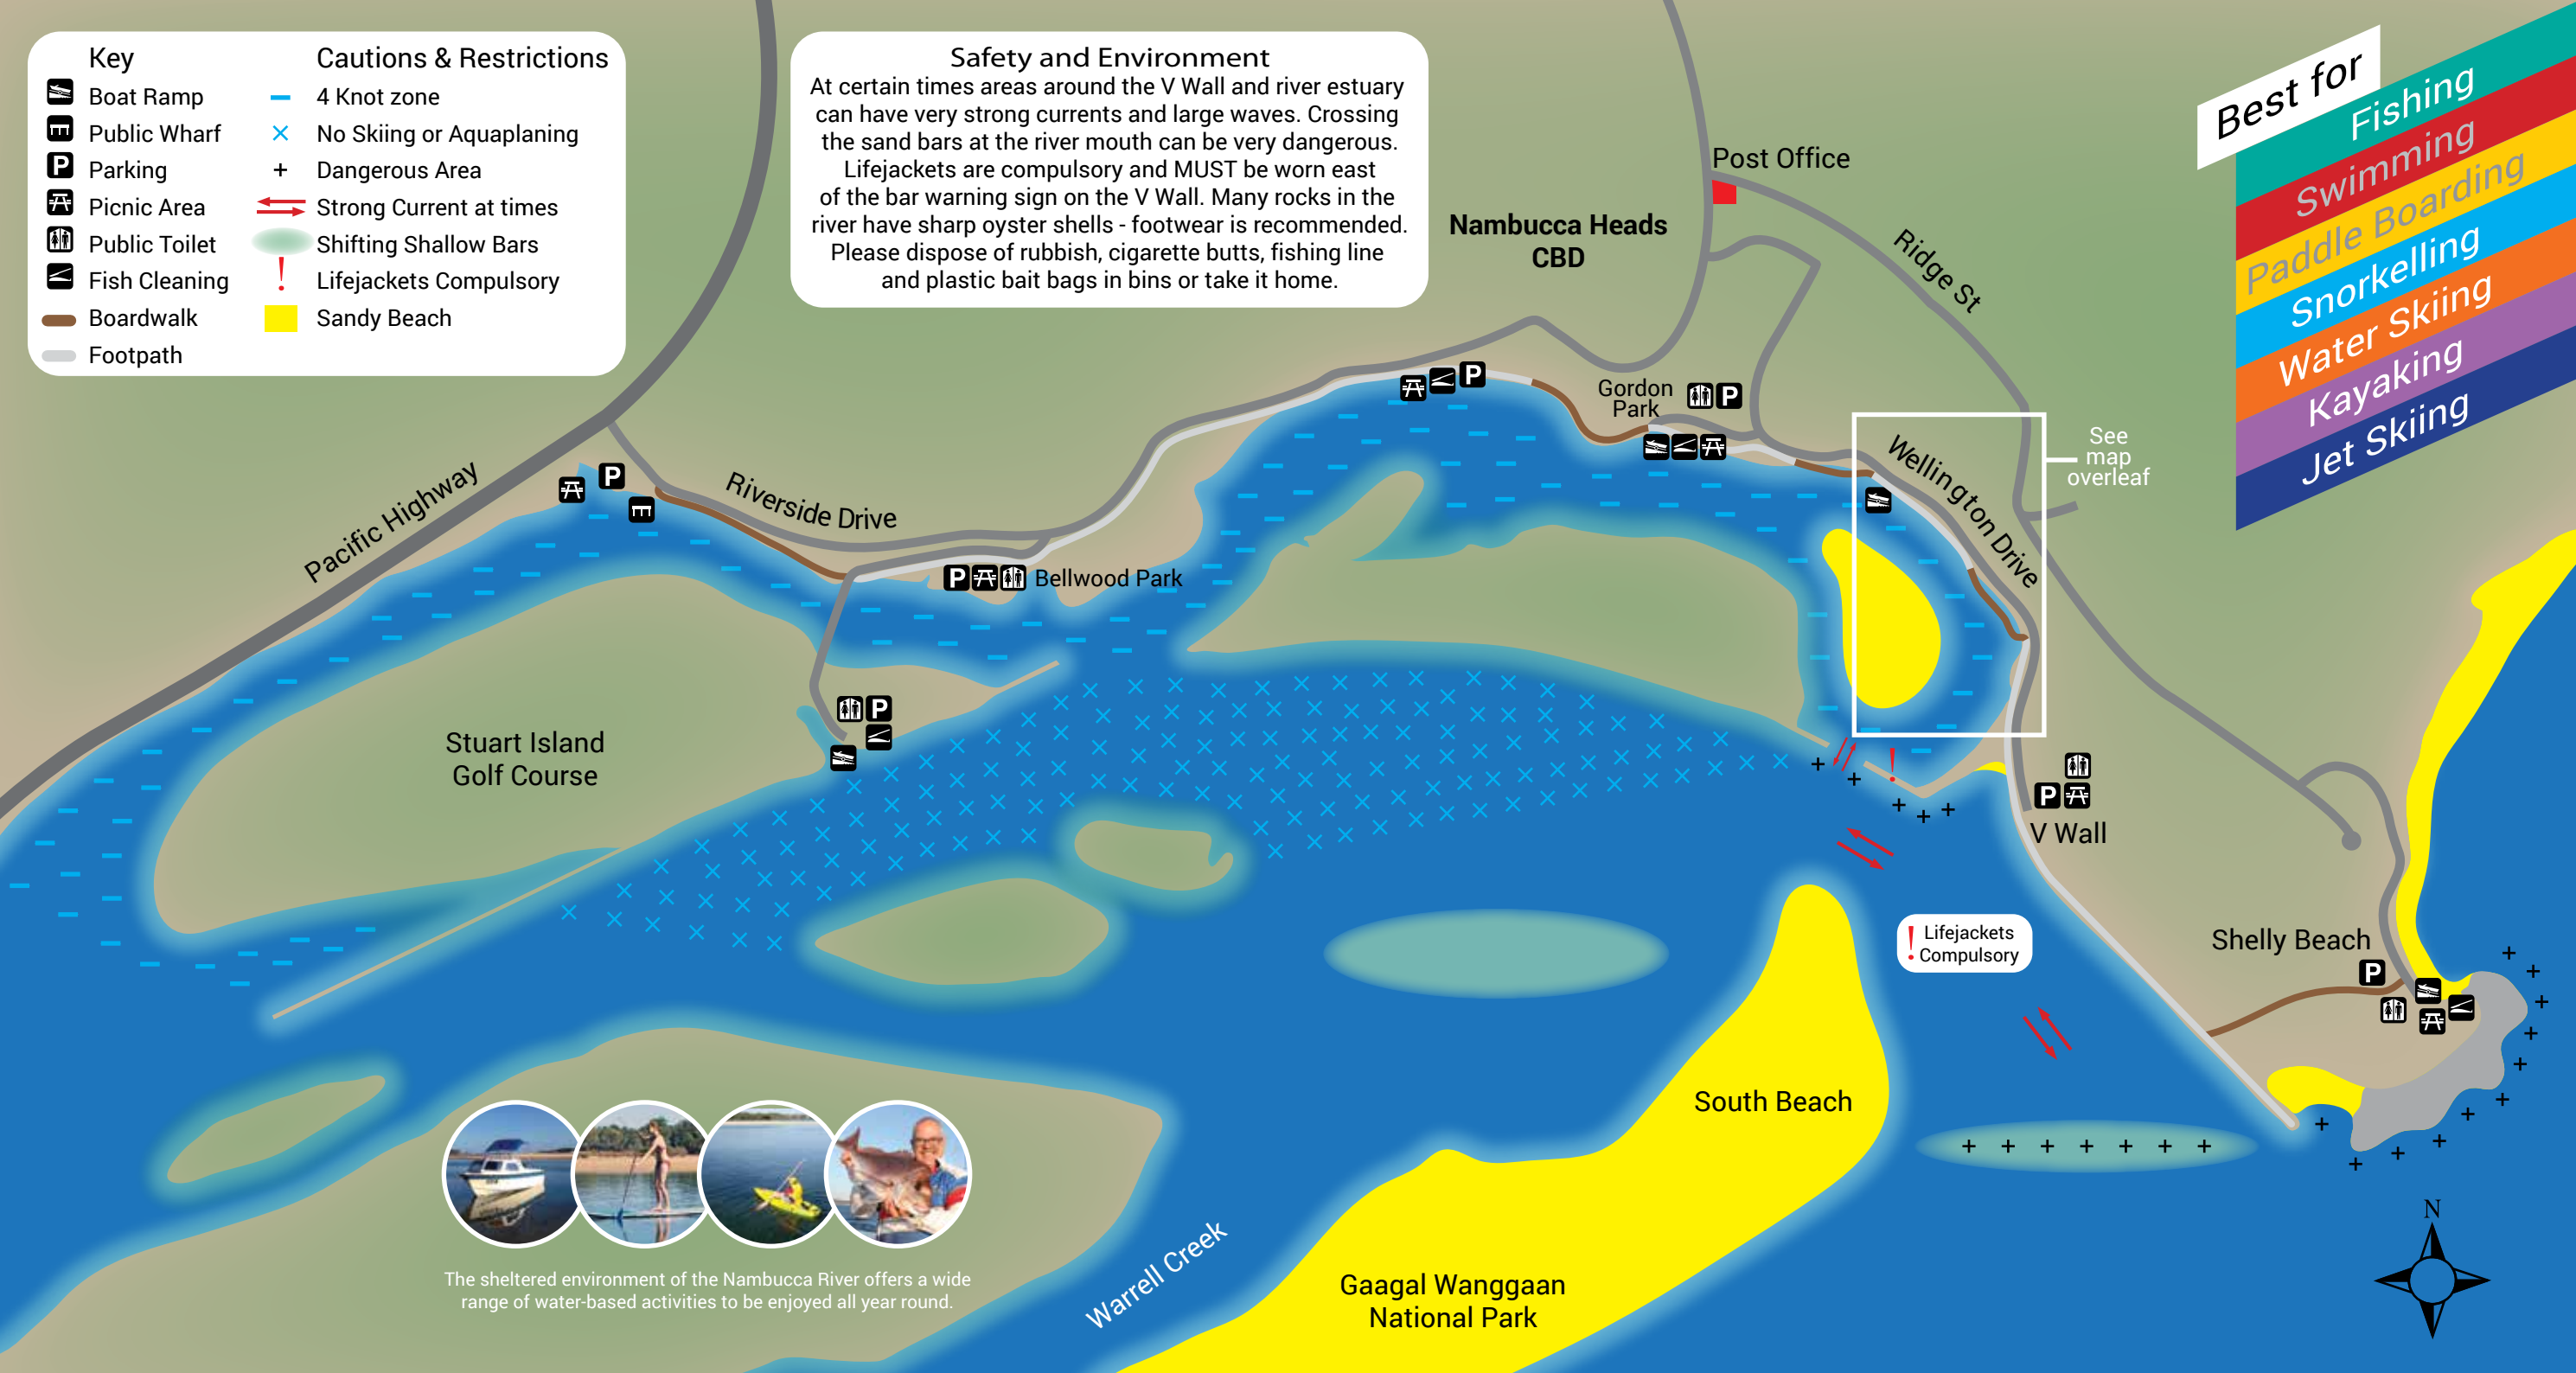 Key
Boat Ramp
Public Wharf
P Parking
Picnic Area
Public Toilet
Fish Cleaning
Boardwalk
Footpath
Cautions & Restrictions
4 Knot zone
No Skiing or Aquaplaning
Dangerous Area
Strong Current at times
Shifting Shallow Bars
! Lifejackets Compulsory
Sandy Beach
Safety and Environment
At certain times areas around the V Wall and river estuary
can have very strong currents and large waves. Crossing
the sand bars at the river mouth can be very dangerous.
Lifejackets are compulsory and MUST be worn east
of the bar warning sign on the V Wall. Many rocks in the
river have sharp oyster shells - footwear is recommended.
Please dispose of rubbish, cigarette butts, fishing line
and plastic bait bags in bins or take it home.
Best for
Fishing
Swimming
Paddle Boarding
Snorkelling
Water Skiing
Kayaking
Jet Skiing
Post Office
Nambucca Heads
CBD
Ridge St
P
Gordon
Park
P
See
map
overleaf
Wellington Drive
Pacific Highway
P
Riverside Drive
P
Bellwood Park
P
Stuart Island
Golf Course
!
P
V Wall
! Lifejackets
Compulsory
Shelly Beach
P
South Beach
Gaagal Wanggaan
National Park
Warrell Creek
The sheltered environment of the Nambucca River offers a wide
range of water-based activities to be enjoyed all year round.
N